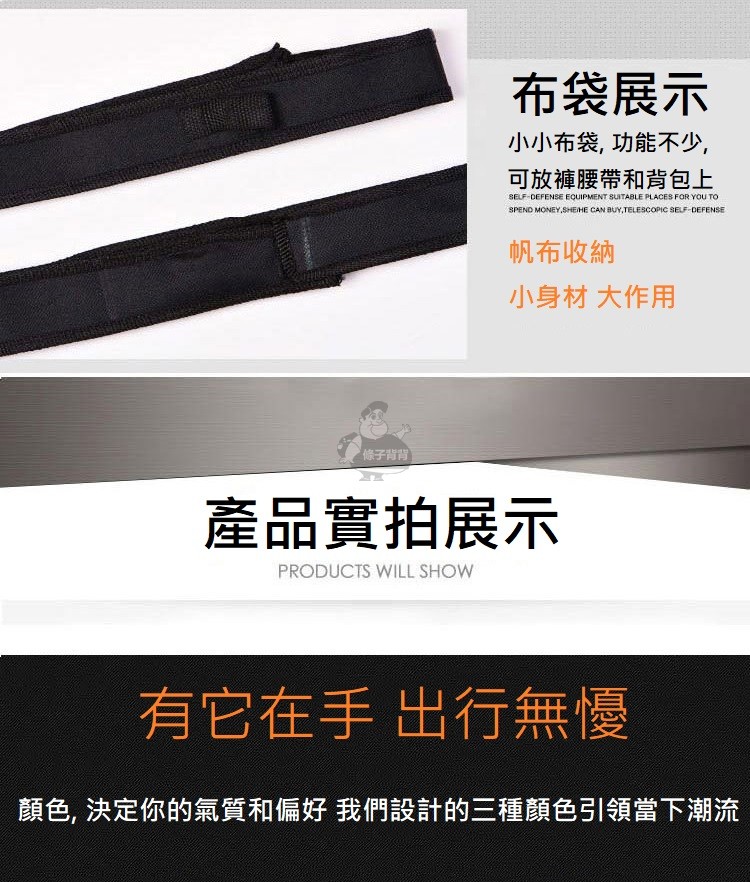 布袋展示
小小布袋, 功能不少,
可放褲腰帶和背包上
SELF-DEFENSE EQUIPMENT SUITABLE PLACES FOR YOU TO
SPEND MONEY,SHE/HE CAN BUY,TELESCOPIC SELF-DEFENSE
帆布收納
小身材 大作用
條子背背
產品實拍展示
PRODUCTS WILL SHOW
有它在手 出行無憂
顏色, 決定你的氣質和偏好 我們設計的三種顏色引領當下潮流